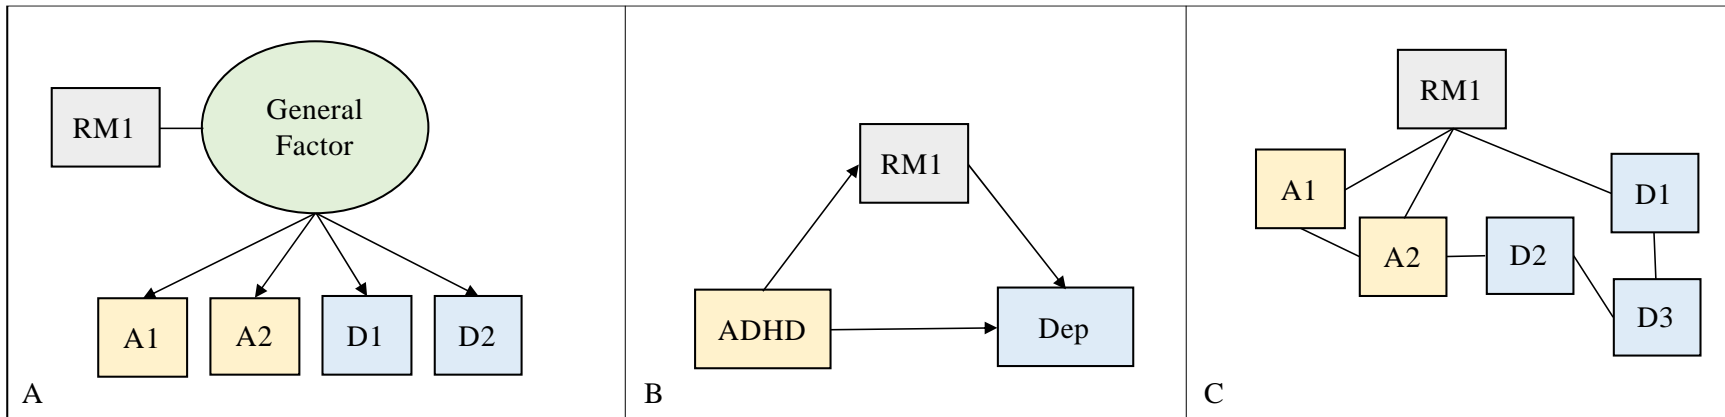 RM1
General
Factor
A1
A2
D1
D2
A
RM1
ADHD
Dep
B
RM1
A1
D1
A2
D2
D3
C